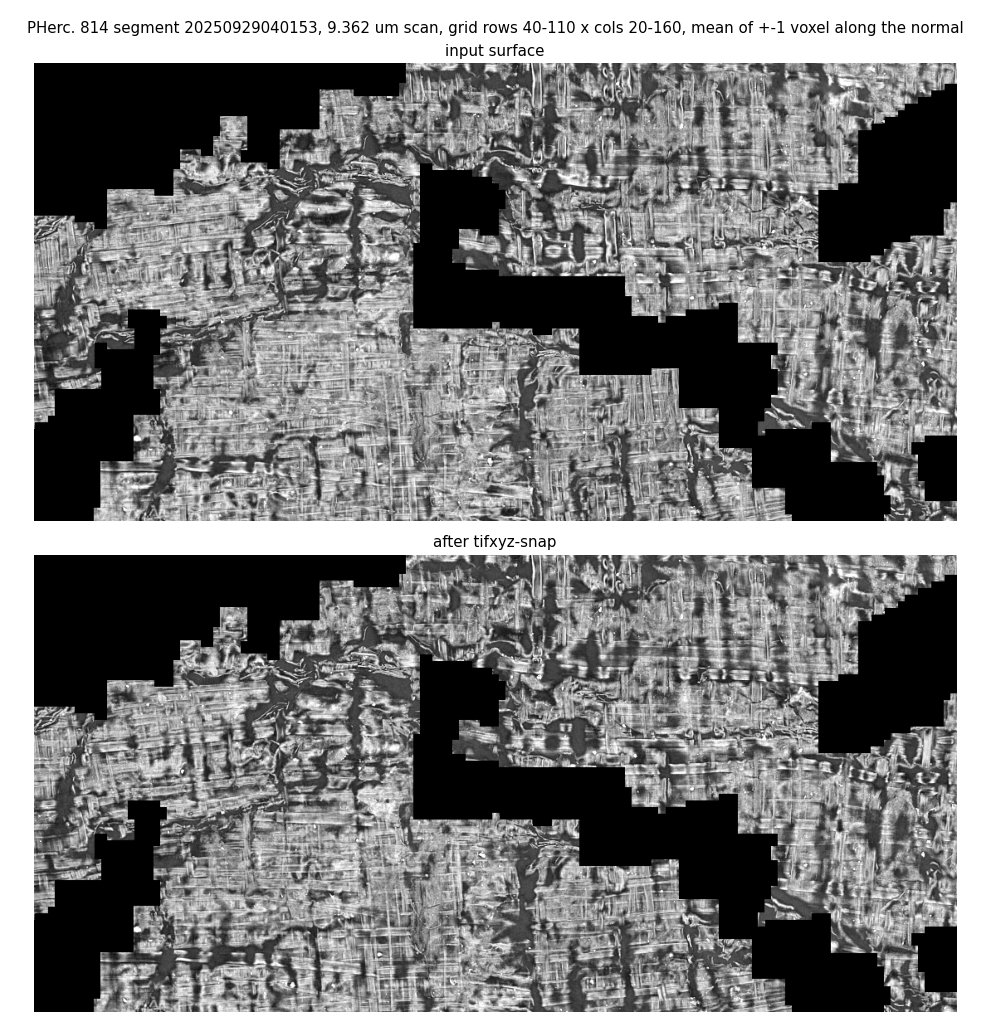 PHerc. 814 segment 20250929040153, 9.362 um scan, grid rows 40-110 x cols 20-160, mean of +-1 voxel along the normal
input surface
after tifxyz-snap